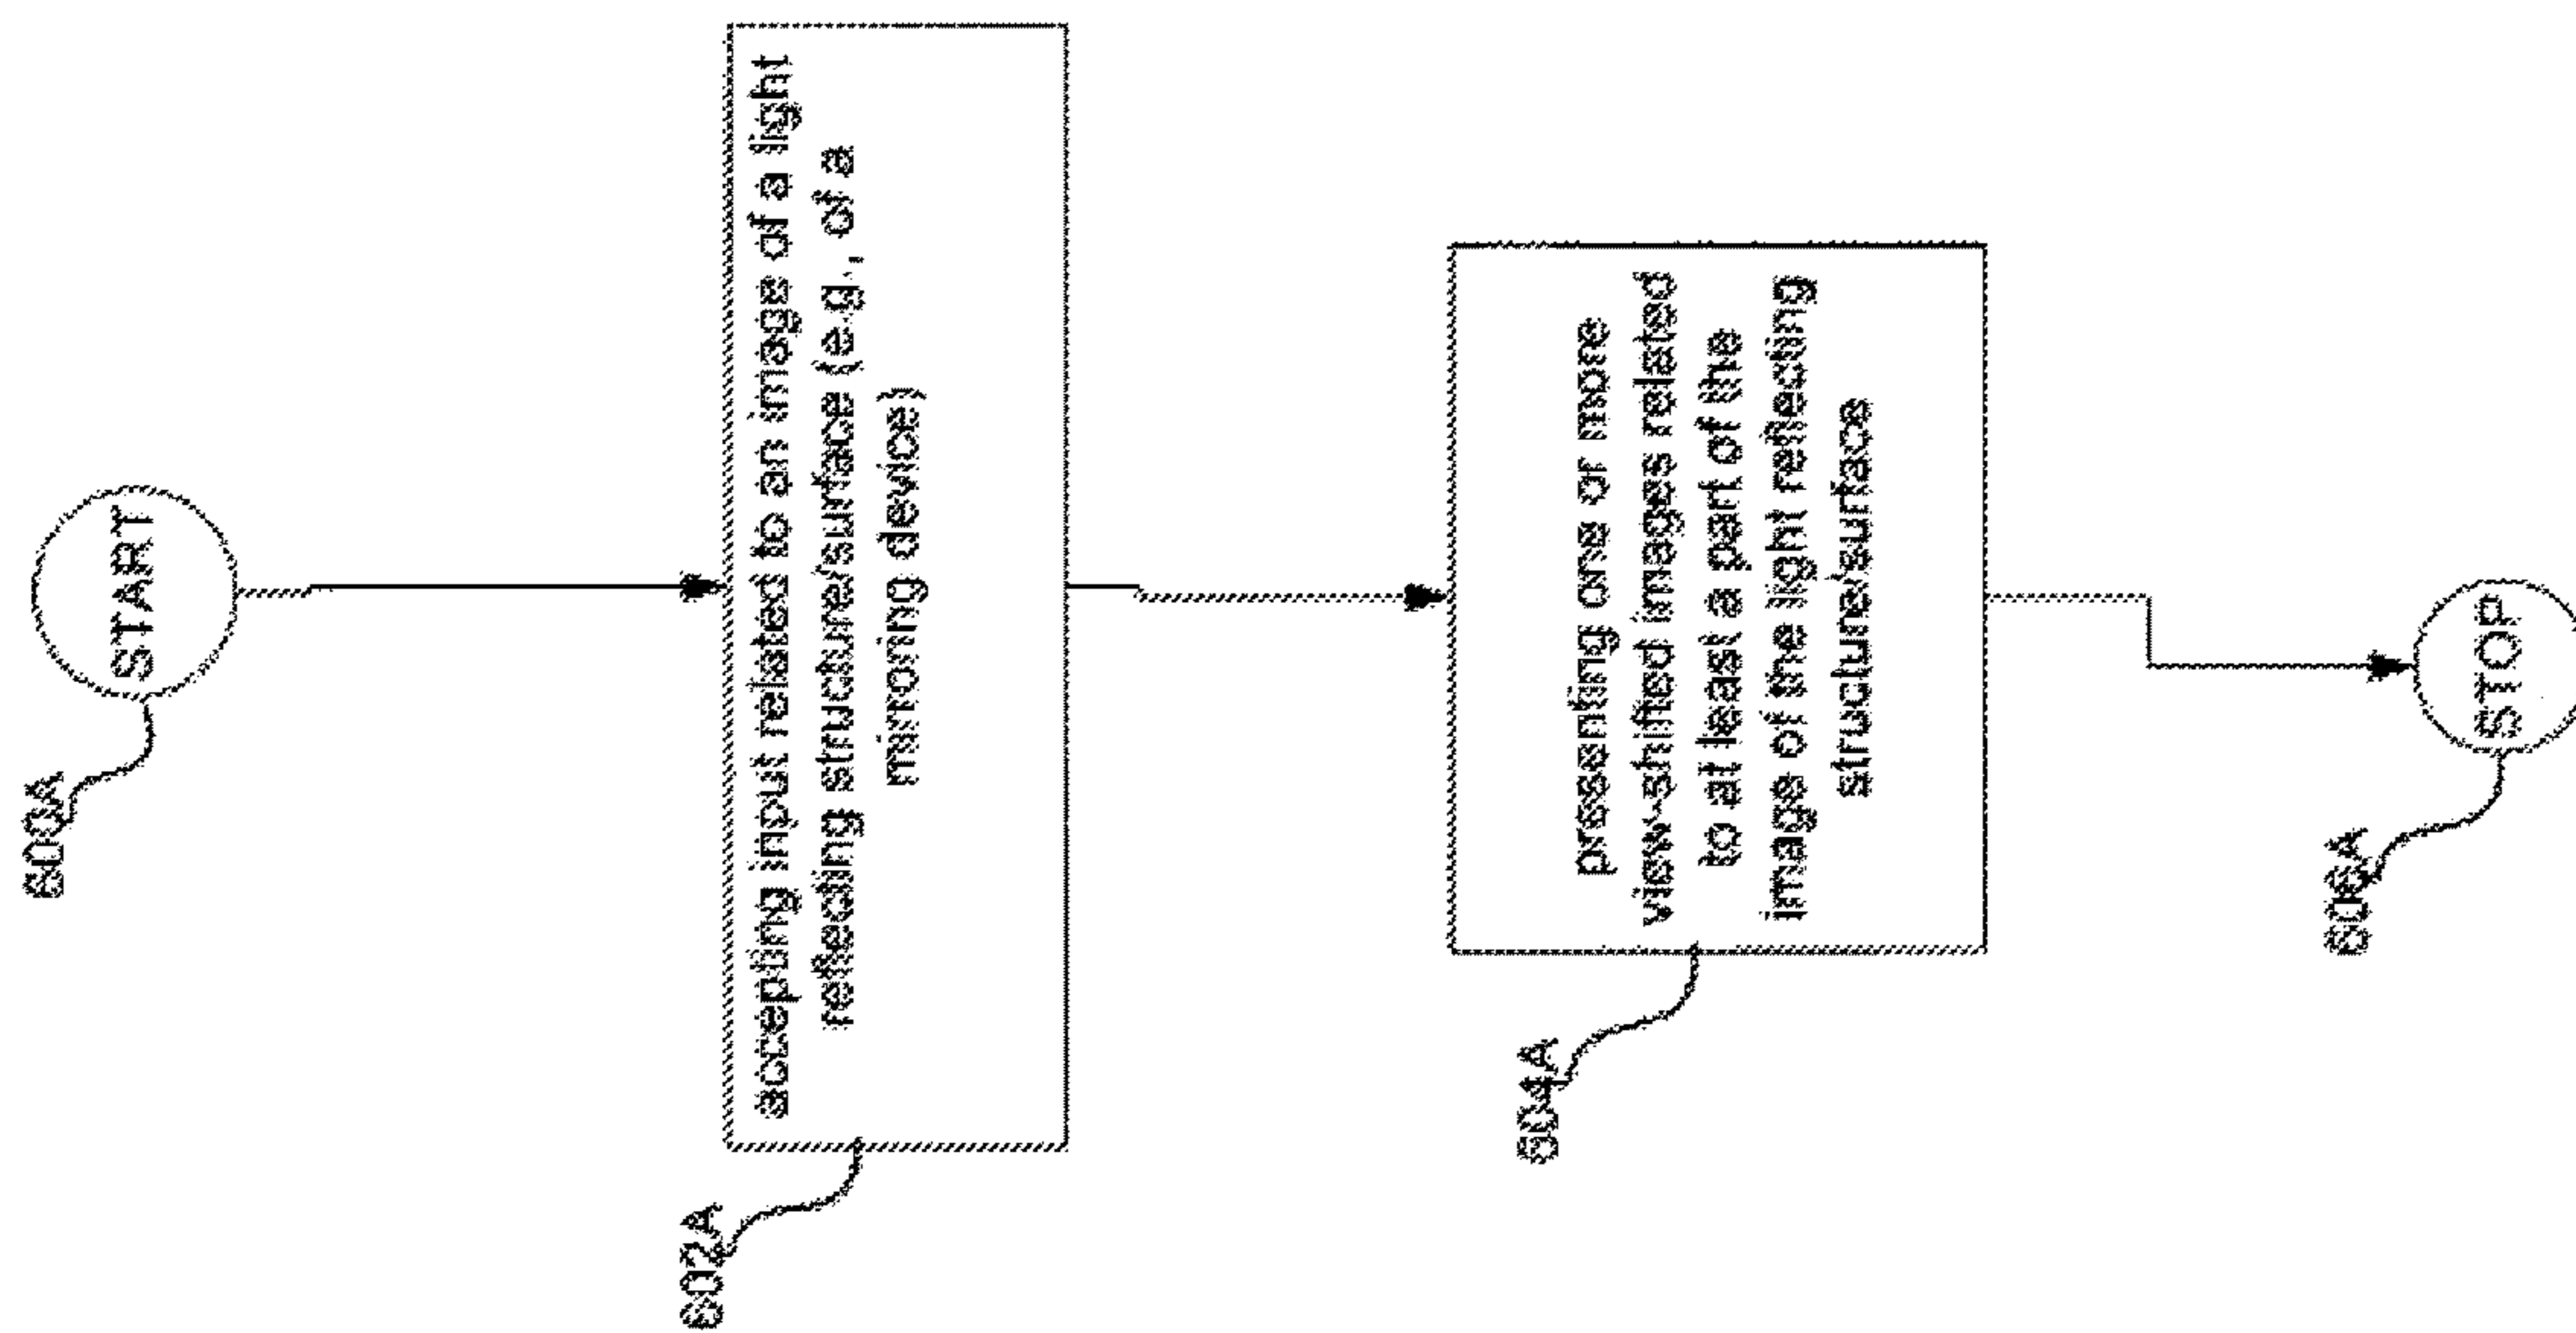 600A
START
602A
accepting input related to an image of a light
reflecting structure/surface (e.g., of a
mirroring device)
604A
presenting one or more
view-shifted images related
to at least a part of the
image of the light reflecting
structure/surface
606A
STOP